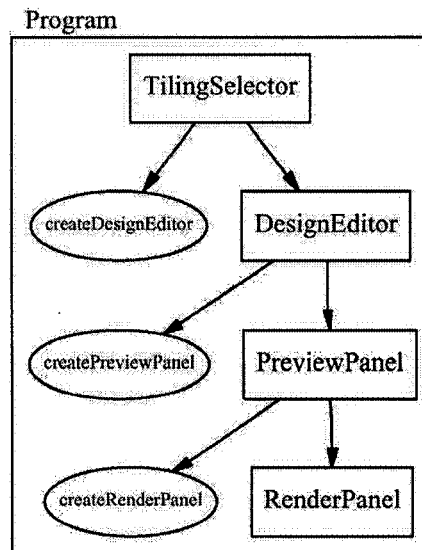 Program
TilingSelector
createDesignEditor
DesignEditor
createPreviewPanel
PreviewPanel
createRenderPanel
RenderPanel